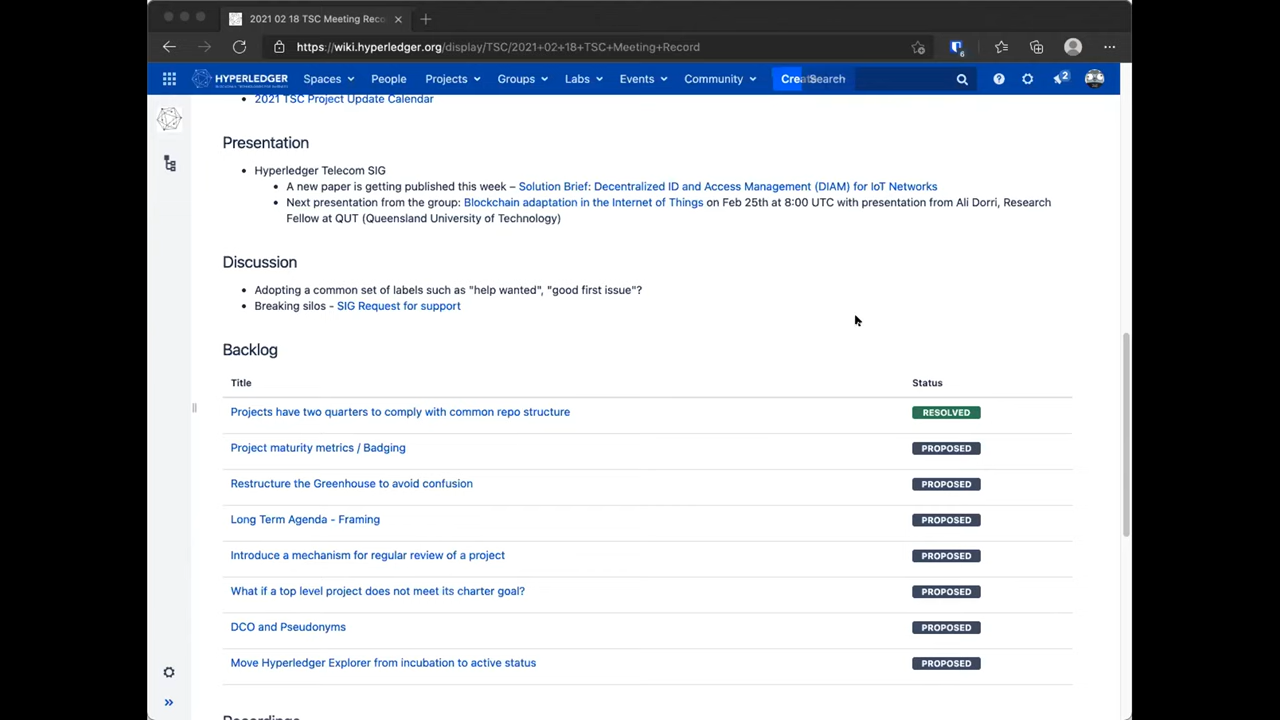 2021 02 18 TSC Meeting Reco
https://wiki.hyperledger.org/display/TSC/2021+02+18+TSC+Meeting+Record
6
HYPERLEDGER
Spaces
People
Projects
Groups
Labs
Events
Community
Create
Search
2
2021 TSC Project Update Calendar
Presentation
Hyperledger Telecom SIG
A new paper is getting published this week – Solution Brief: Decentralized ID and Access Management (DIAM) for IoT Networks
Next presentation from the group: Blockchain adaptation in the Internet of Things on Feb 25th at 8:00 UTC with presentation from Ali Dorri, Research
Fellow at QUT (Queensland University of Technology)
Discussion
Adopting a common set of labels such as "help wanted", "good first issue"?
Breaking silos - SIG Request for support
Backlog
Title Status
Projects have two quarters to comply with common repo structure RESOLVED
Project maturity metrics / Badging PROPOSED
Restructure the Greenhouse to avoid confusion PROPOSED
Long Term Agenda - Framing PROPOSED
Introduce a mechanism for regular review of a project PROPOSED
What if a top level project does not meet its charter goal? PROPOSED
DCO and Pseudonyms PROPOSED
Move Hyperledger Explorer from incubation to active status PROPOSED
Recordings